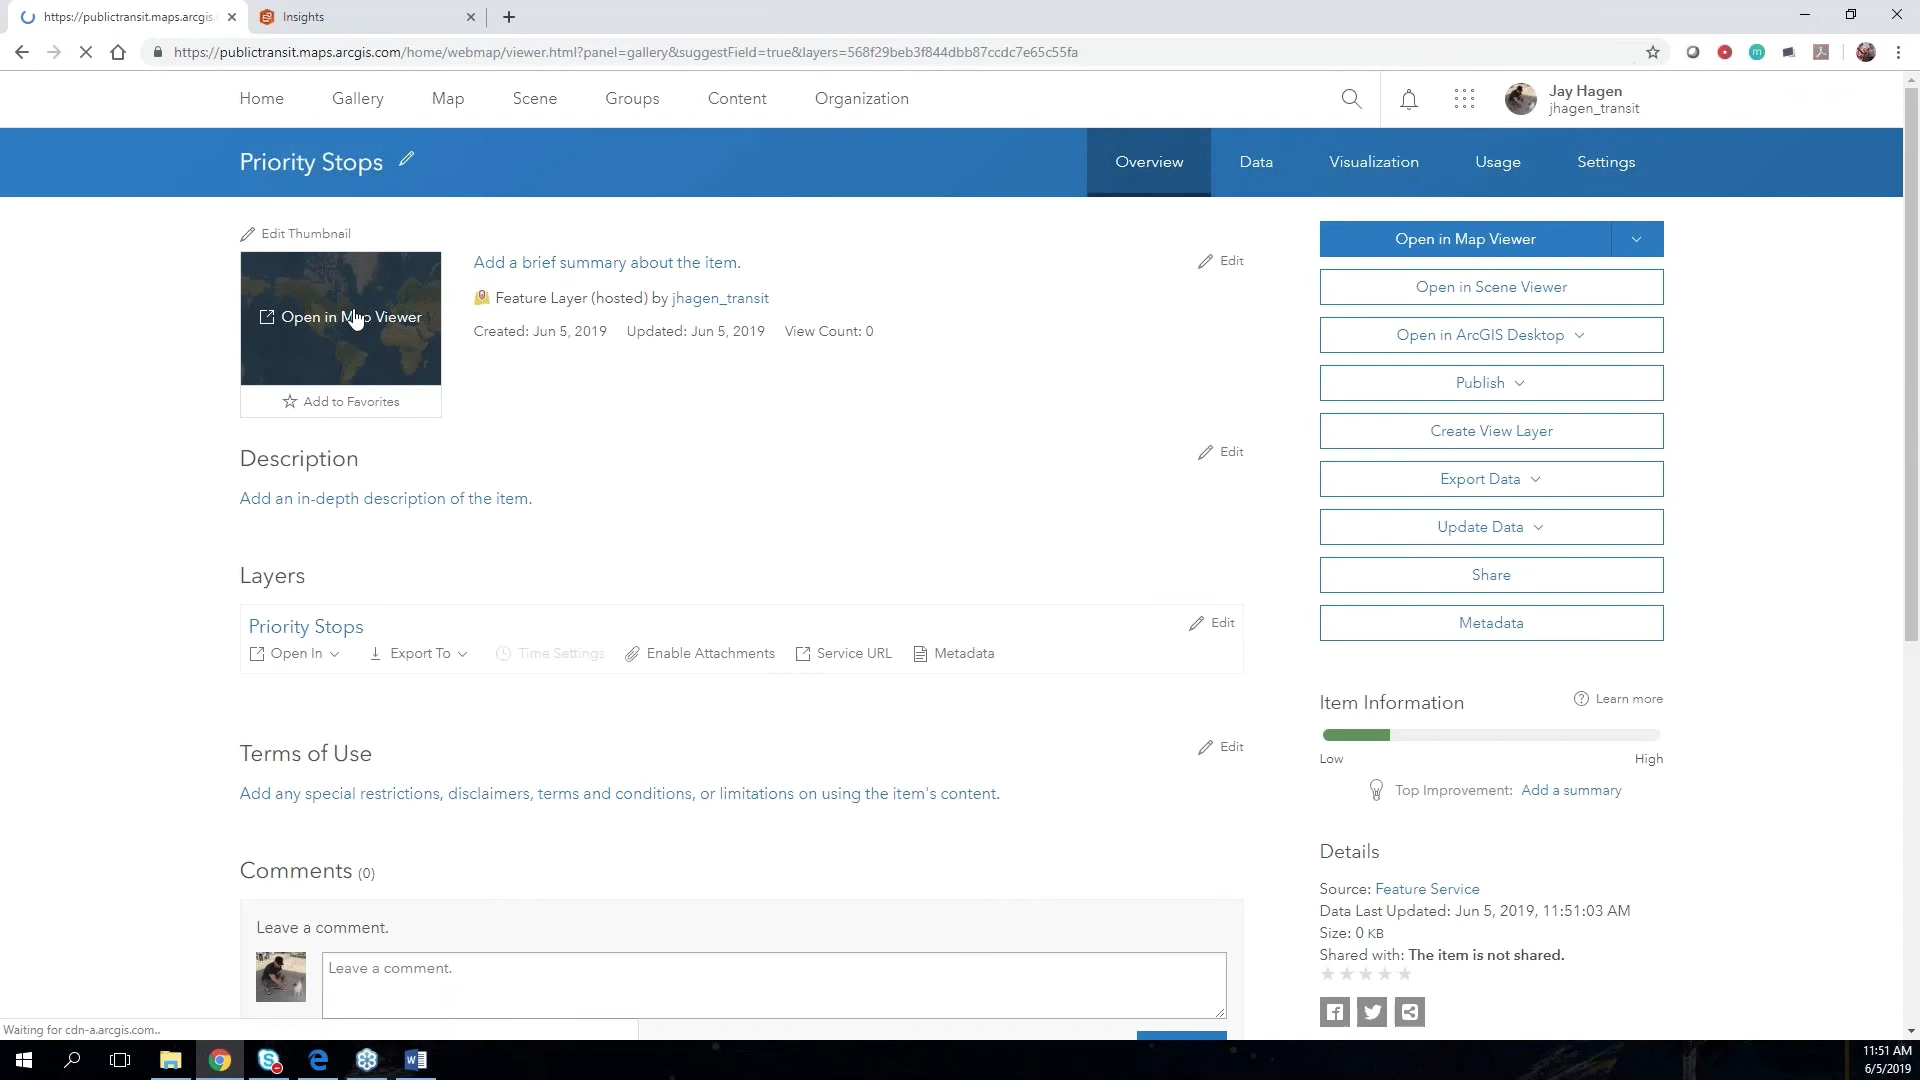 https://publictransit.maps.arcgis.
Insights
https://publictransit.maps.arcgis.com/home/webmap/viewer.html?panel=gallery&suggestField=true&layers=568f29beb3f844dbb87ccdc7e65c55fa
Home Gallery Map Scene Groups Content Organization
Jay Hagen
jhagen_transit
Priority Stops
Overview Data Visualization Usage Settings
Edit Thumbnail
Open in Map Viewer
Add to Favorites
Add a brief summary about the item.
Edit
Feature Layer (hosted) by jhagen_transit
Created: Jun 5, 2019 Updated: Jun 5, 2019 View Count: 0
Description
Edit
Add an in-depth description of the item.
Layers
Priority Stops
Edit
Open In Export To Time Settings Enable Attachments Service URL Metadata
Terms of Use
Edit
Add any special restrictions, disclaimers, terms and conditions, or limitations on using the item's content.
Comments (0)
Leave a comment.
Leave a comment.
Open in Map Viewer
Open in Scene Viewer
Open in ArcGIS Desktop
Publish
Create View Layer
Export Data
Update Data
Share
Metadata
Item Information
Learn more
Low High
Top Improvement: Add a summary
Details
Source: Feature Service
Data Last Updated: Jun 5, 2019, 11:51:03 AM
Size: 0 KB
Shared with: The item is not shared.
Waiting for cdn-a.arcgis.com..
11:51 AM
6/5/2019